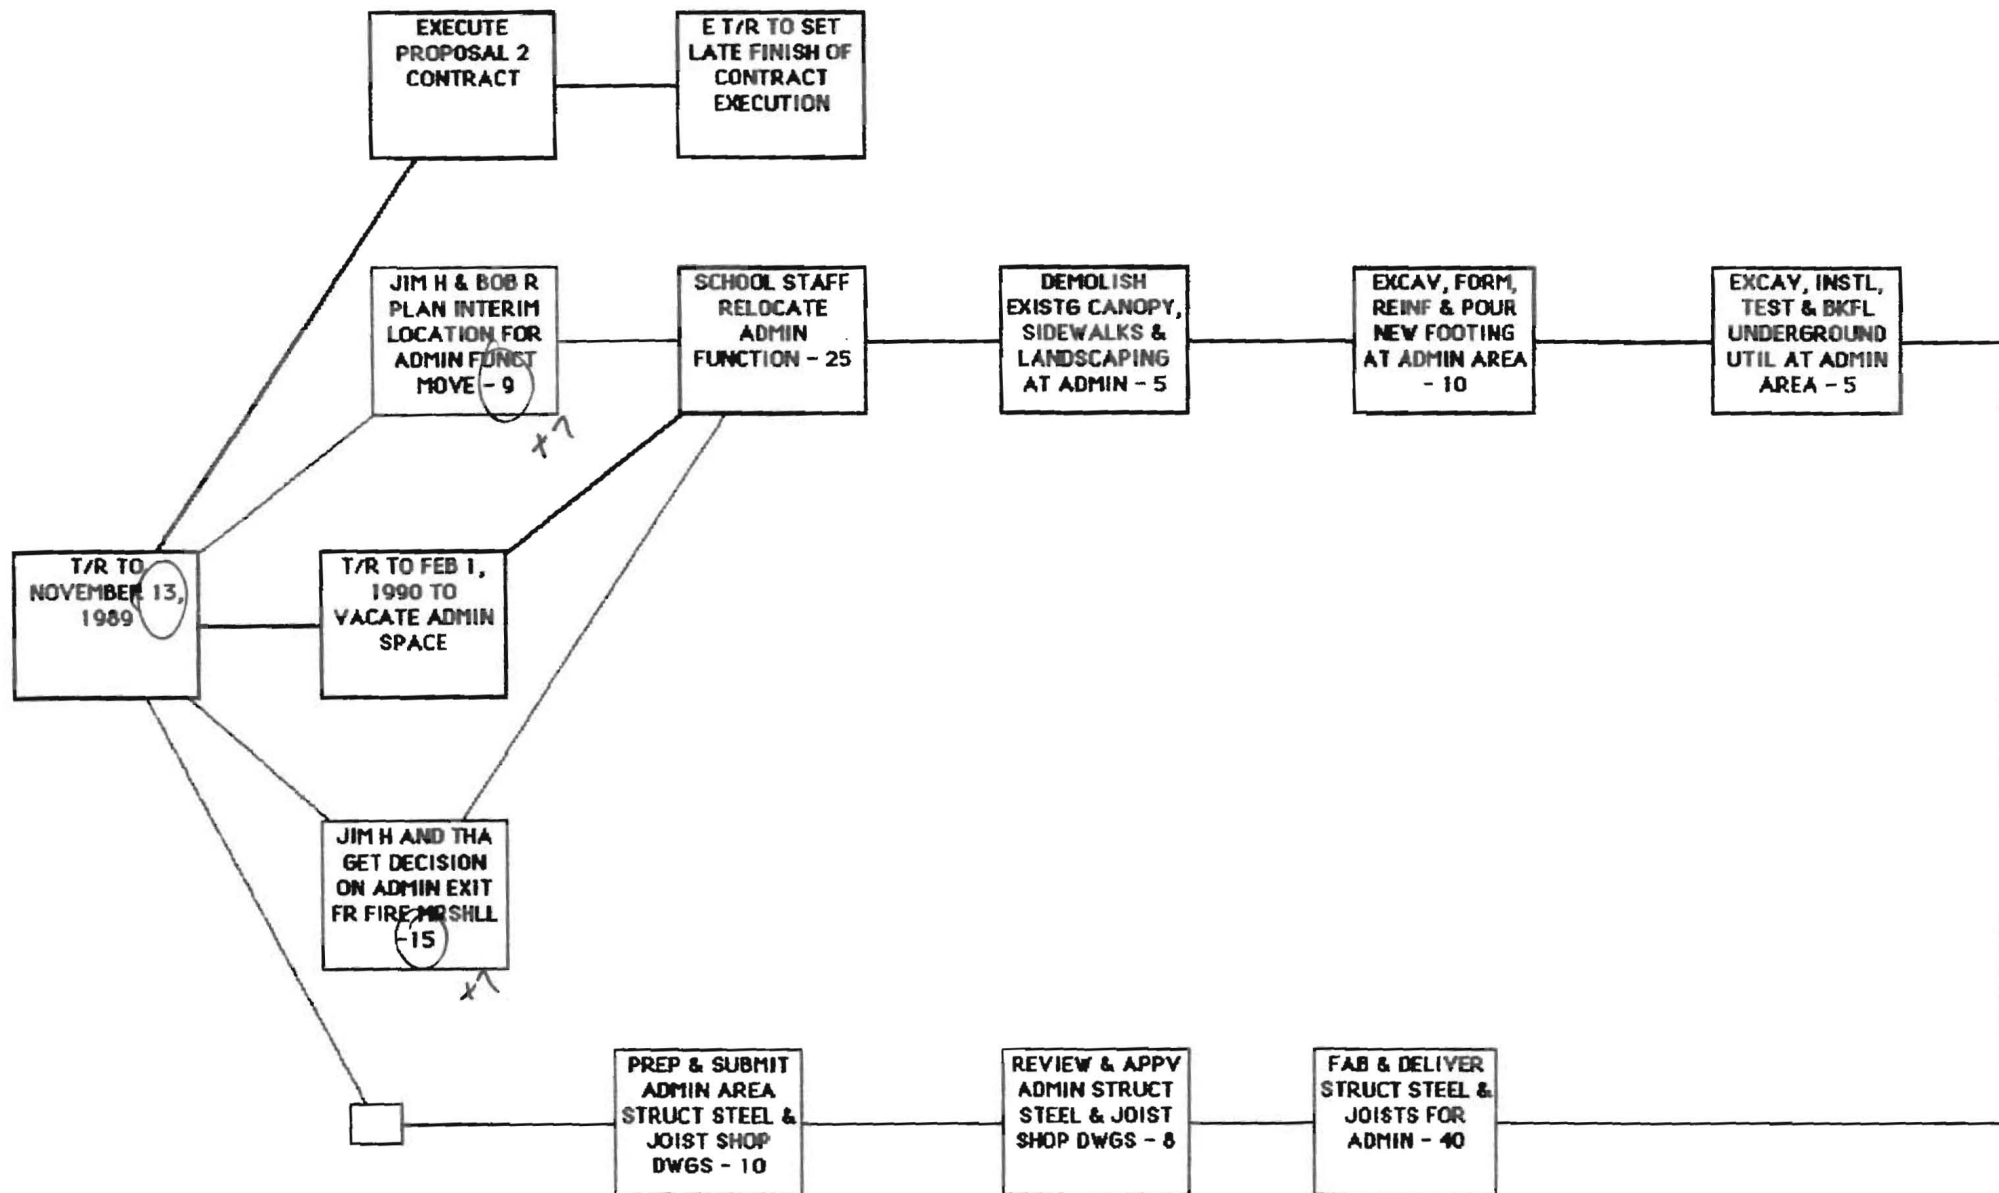 EXECUTE
PROPOSAL 2
CONTRACT
E T/R TO SET
LATE FINISH OF
CONTRACT
EXECUTION
JIM H & BOB R
PLAN INTERIM
LOCATION FOR
ADMIN FUNCT
MOVE - 9
SCHOOL STAFF
RELOCATE
ADMIN
FUNCTION - 25
DEMOLISH
EXISTG CANOPY,
SIDEWALKS &
LANDSCAPING
AT ADMIN - 5
EXCAV, FORM,
REINF & POUR
NEW FOOTING
AT ADMIN AREA
- 10
EXCAV, INSTL,
TEST & BKFL
UNDERGROUND
UTIL AT ADMIN
AREA - 5
T/R TO
NOVEMBER 13,
1989
T/R TO FEB 1,
1990 TO
VACATE ADMIN
SPACE
JIM H AND THA
GET DECISION
ON ADMIN EXIT
FR FIRE MRSHLL
-15
PREP & SUBMIT
ADMIN AREA
STRUCT STEEL &
JOIST SHOP
DWGS - 10
REVIEW & APPV
ADMIN STRUCT
STEEL & JOIST
SHOP DWGS - 8
FAB & DELIVER
STRUCT STEEL &
JOISTS FOR
ADMIN - 40